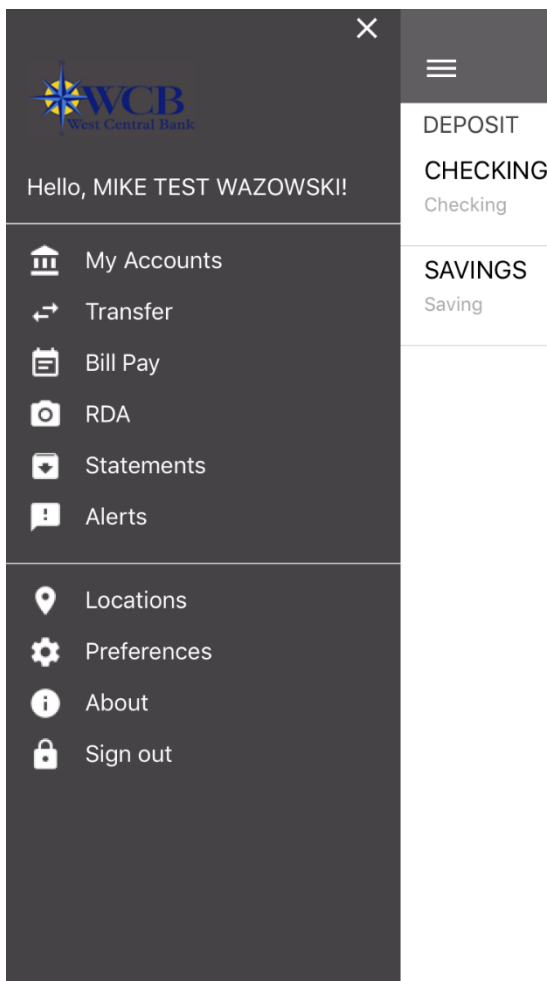 WCB
West Central Bank
Hello, MIKE TEST WAZOWSKI!
My Accounts
Transfer
Bill Pay
RDA
Statements
Alerts
Locations
Preferences
About
Sign out
DEPOSIT
CHECKING
Checking
SAVINGS
Saving